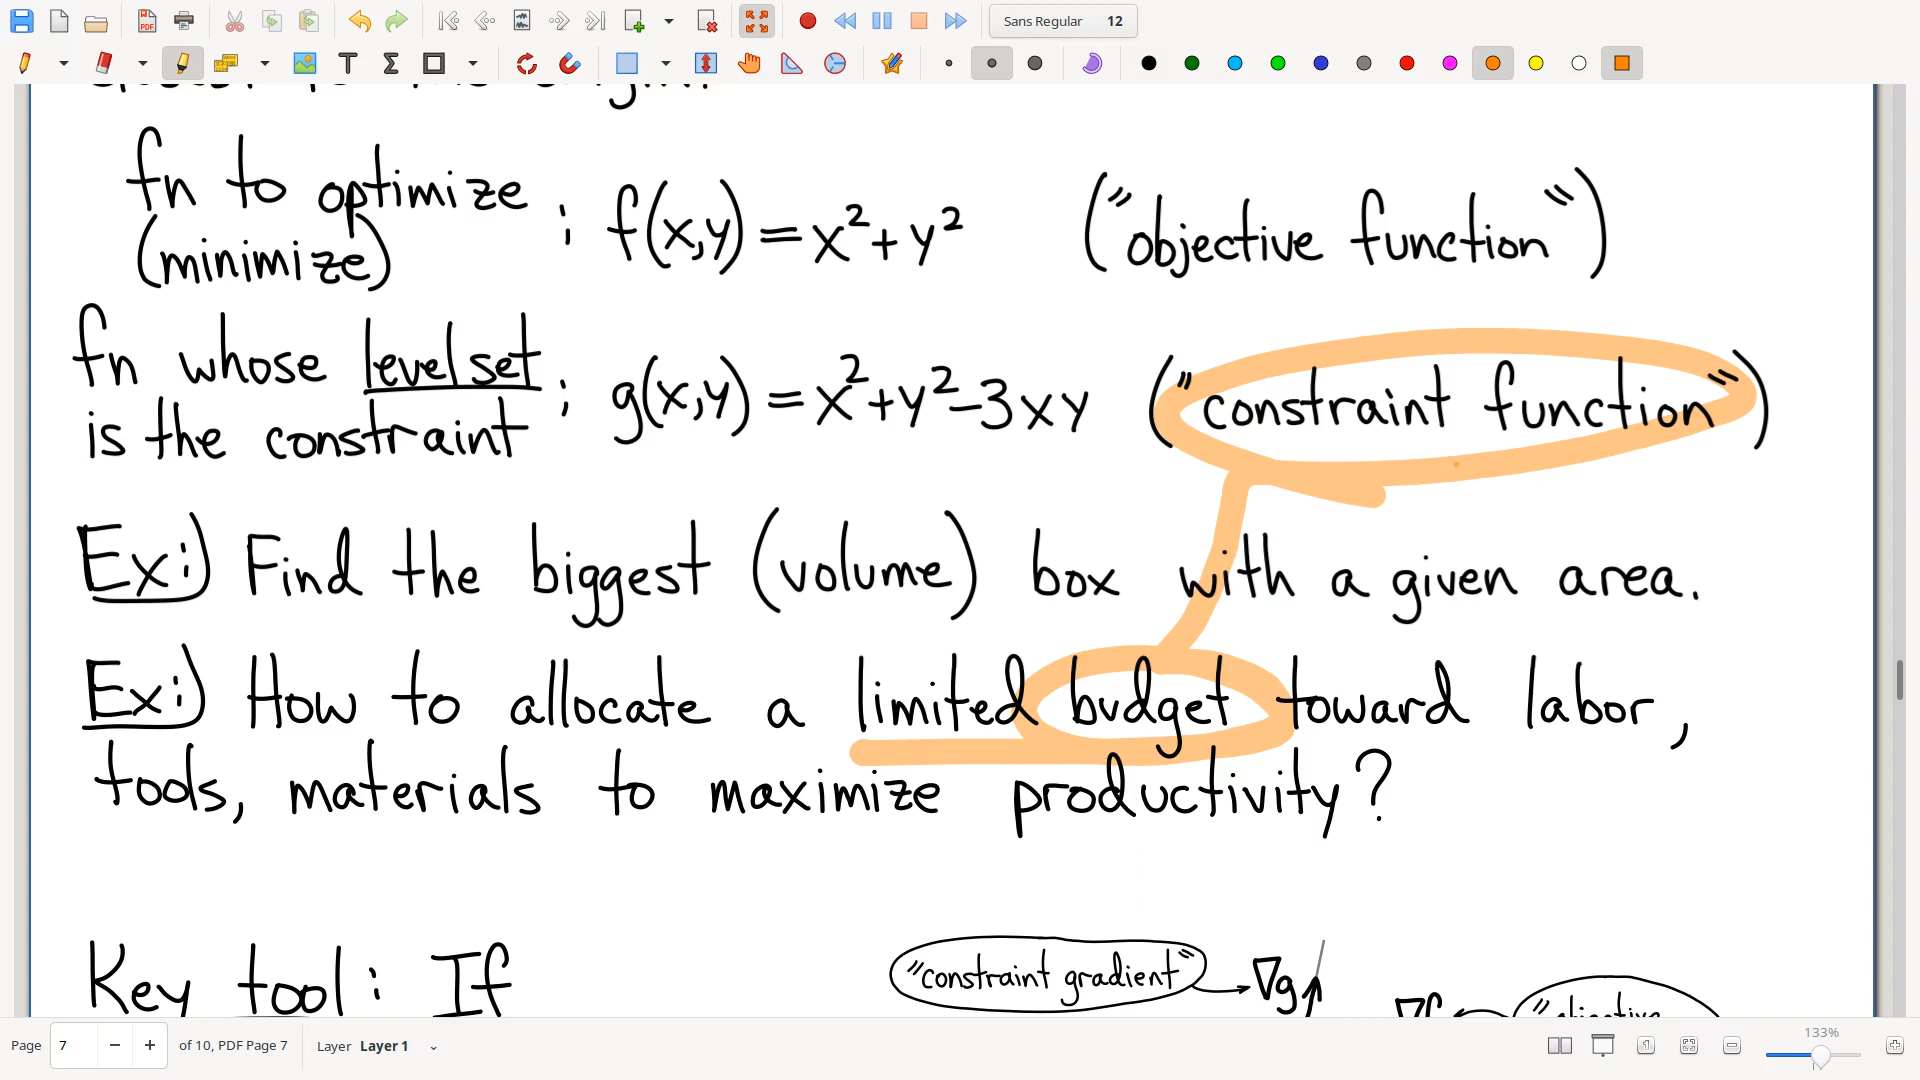 Sans Regular 12
fn to optimize : f(x,y) = x²+y² ("objective function")
(minimize)
fn whose level set : g(x,y) = x²+y²-3xy ("constraint function")
is the constraint
Ex: Find the biggest (volume) box with a given area.
Ex: How to allocate a limited budget toward labor,
tools, materials to maximize productivity?
Key tool: If "constraint gradient" → ∇g
Page 7 of 10, PDF Page 7 Layer Layer 1 133%